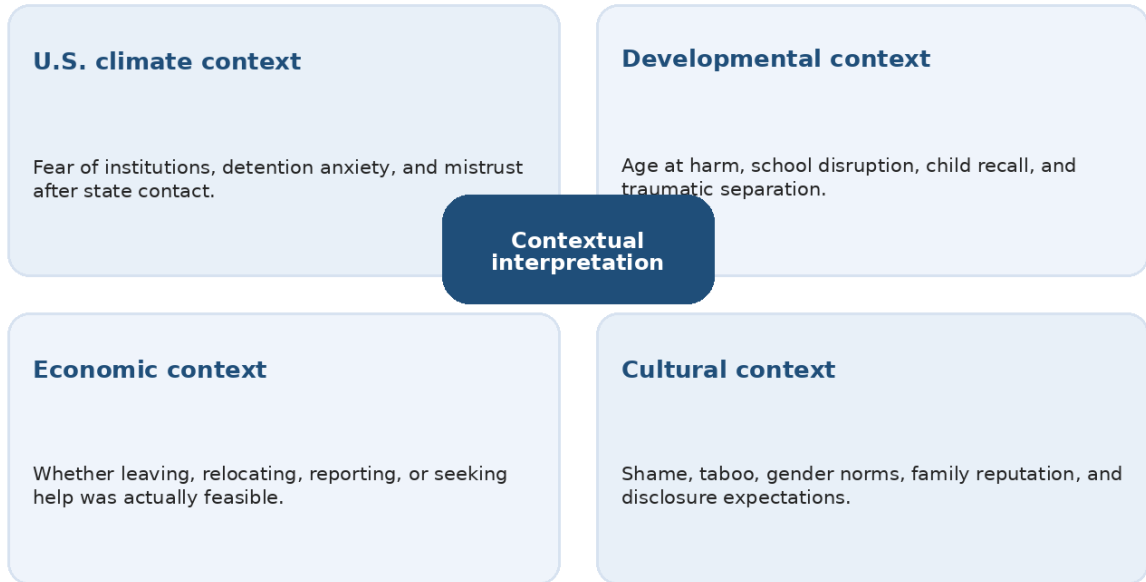 U.S. climate context
Fear of institutions, detention anxiety, and mistrust
after state contact.
Developmental context
Age at harm, school disruption, child recall, and
traumatic separation.
Contextual
interpretation
Economic context
Whether leaving, relocating, reporting, or seeking
help was actually feasible.
Cultural context
Shame, taboo, gender norms, family reputation, and
disclosure expectations.